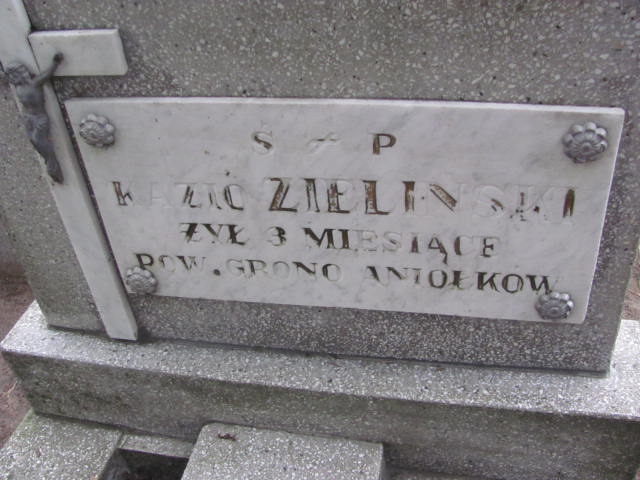 S + P
KAZIO ZIELIŃSKI
ŻYŁ 3 MIESIĄCE
POW. GRONO ANIOŁKÓW